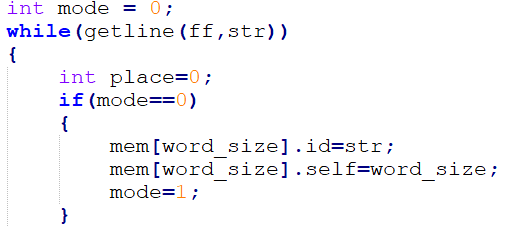 int mode = 0;
while(getline(ff,str))
{
    int place=0;
    if(mode==0)
    {
        mem[word_size].id=str;
        mem[word_size].self=word_size;
        mode=1;
    }